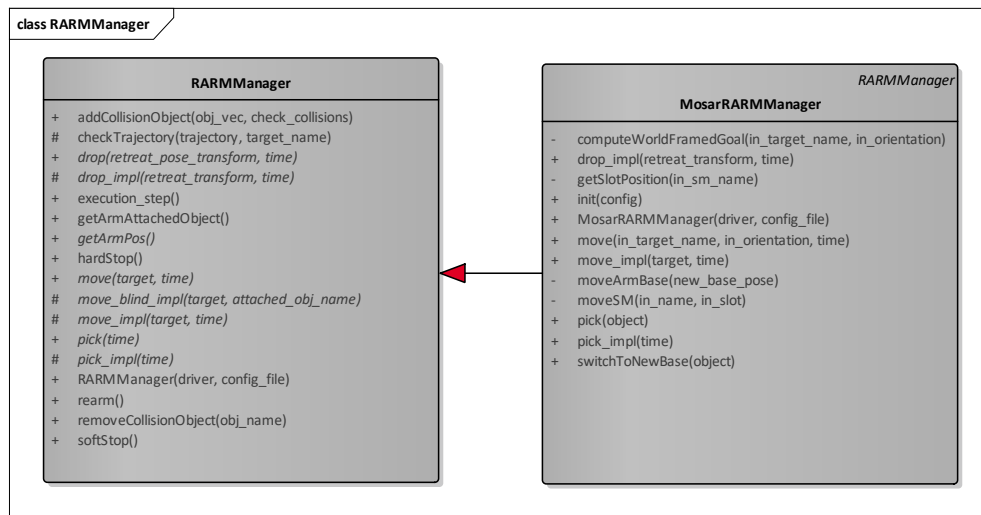 class RARMManager
RARMManager
+ addCollisionObject(obj_vec, check_collisions)
# checkTrajectory(trajectory, target_name)
+ drop(retreat_pose_transform, time)
# drop_impl(retreat_transform, time)
+ execution_step()
+ getArmAttachedObject()
+ getArmPos()
+ hardStop()
+ move(target, time)
# move_blind_impl(target, attached_obj_name)
# move_impl(target, time)
+ pick(time)
# pick_impl(time)
+ RARMManager(driver, config_file)
+ rearm()
+ removeCollisionObject(obj_name)
+ softStop()
RARMManager
MosarRARMManager
- computeWorldFramedGoal(in_target_name, in_orientation)
+ drop_impl(retreat_transform, time)
- getSlotPosition(in_sm_name)
+ init(config)
+ MosarRARMManager(driver, config_file)
+ move(in_target_name, in_orientation, time)
+ move_impl(target, time)
- moveArmBase(new_base_pose)
- moveSM(in_name, in_slot)
+ pick(object)
+ pick_impl(time)
+ switchToNewBase(object)